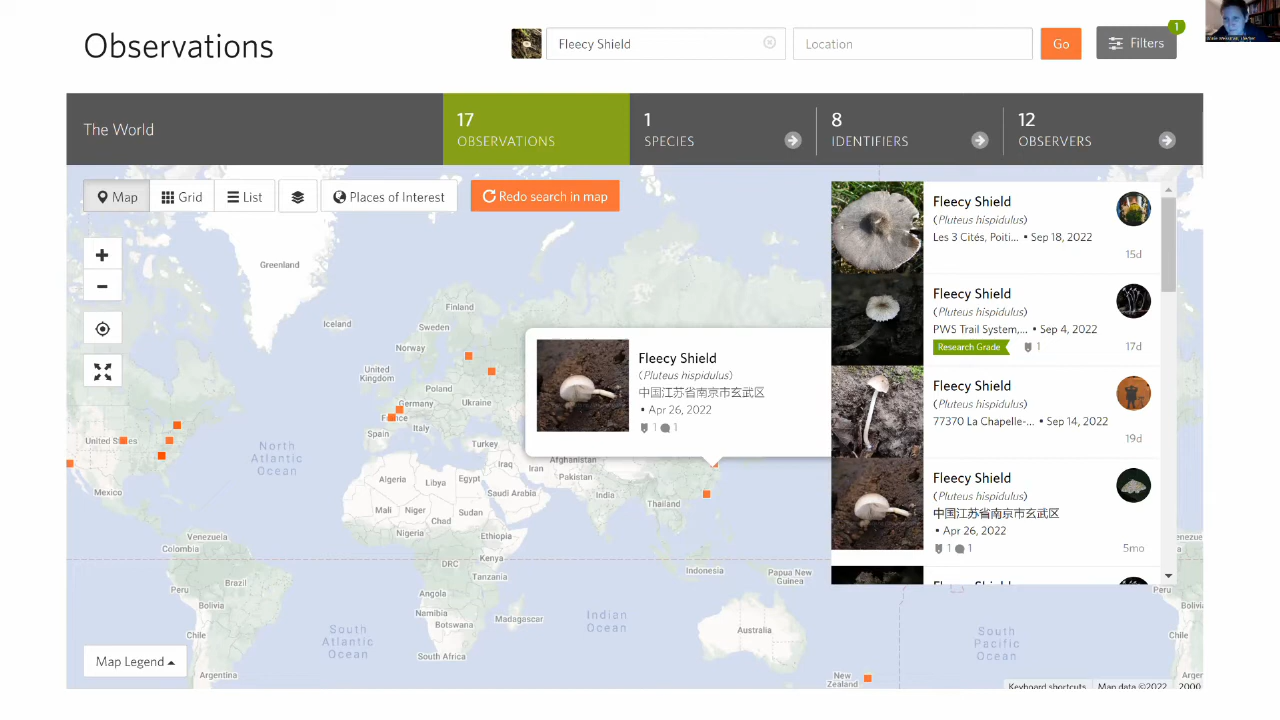 Observations
Fleecy Shield
Location
Go
Filters
1
The World
17
OBSERVATIONS
1
SPECIES
8
IDENTIFIERS
12
OBSERVERS
Map
Grid
List
Places of Interest
Redo search in map
+
−
Greenland
Iceland
Sweden
Norway
United Kingdom
Poland
Germany
Ukraine
France
Italy
Spain
Turkey
Iraq
Iran
Afghanistan
Pakistan
United States
Mexico
North Atlantic Ocean
Algeria
Libya
Egypt
Saudi Arabia
India
Thailand
Mali
Niger
Sudan
Chad
Nigeria
Ethiopia
Venezuela
Colombia
DRC
Kenya
Tanzania
Indonesia
Papua New Guinea
Brazil
Peru
Bolivia
Angola
Namibia
Botswana
Madagascar
Chile
South Atlantic Ocean
Indian Ocean
Australia
South Africa
South Pacific Ocean
Argentina
New Zealand
Peru
Chile
Fleecy Shield
(Pluteus hispidulus)
中国江苏省南京市玄武区
• Apr 26, 2022
1 1
Fleecy Shield
(Pluteus hispidulus)
Les 3 Cités, Poiti... • Sep 18, 2022
15d
Fleecy Shield
(Pluteus hispidulus)
PWS Trail System,... • Sep 4, 2022
Research Grade 1
17d
Fleecy Shield
(Pluteus hispidulus)
77370 La Chapelle-... • Sep 14, 2022
19d
Fleecy Shield
(Pluteus hispidulus)
中国江苏省南京市玄武区
• Apr 26, 2022
1 1
5mo
Fleecy Shield
Map Legend
Keyboard shortcuts
Map data ©2022
2000